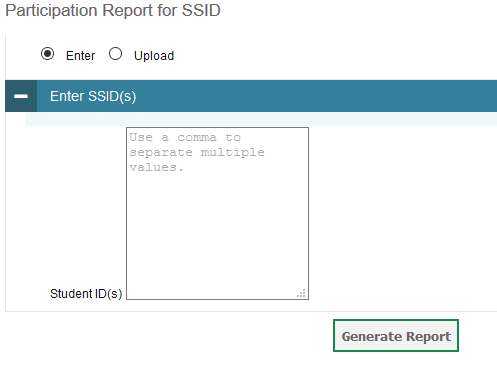 Participation Report for SSID
Enter Upload
Enter SSID(s)
Use a comma to
separate multiple
values.
Student ID(s)
Generate Report